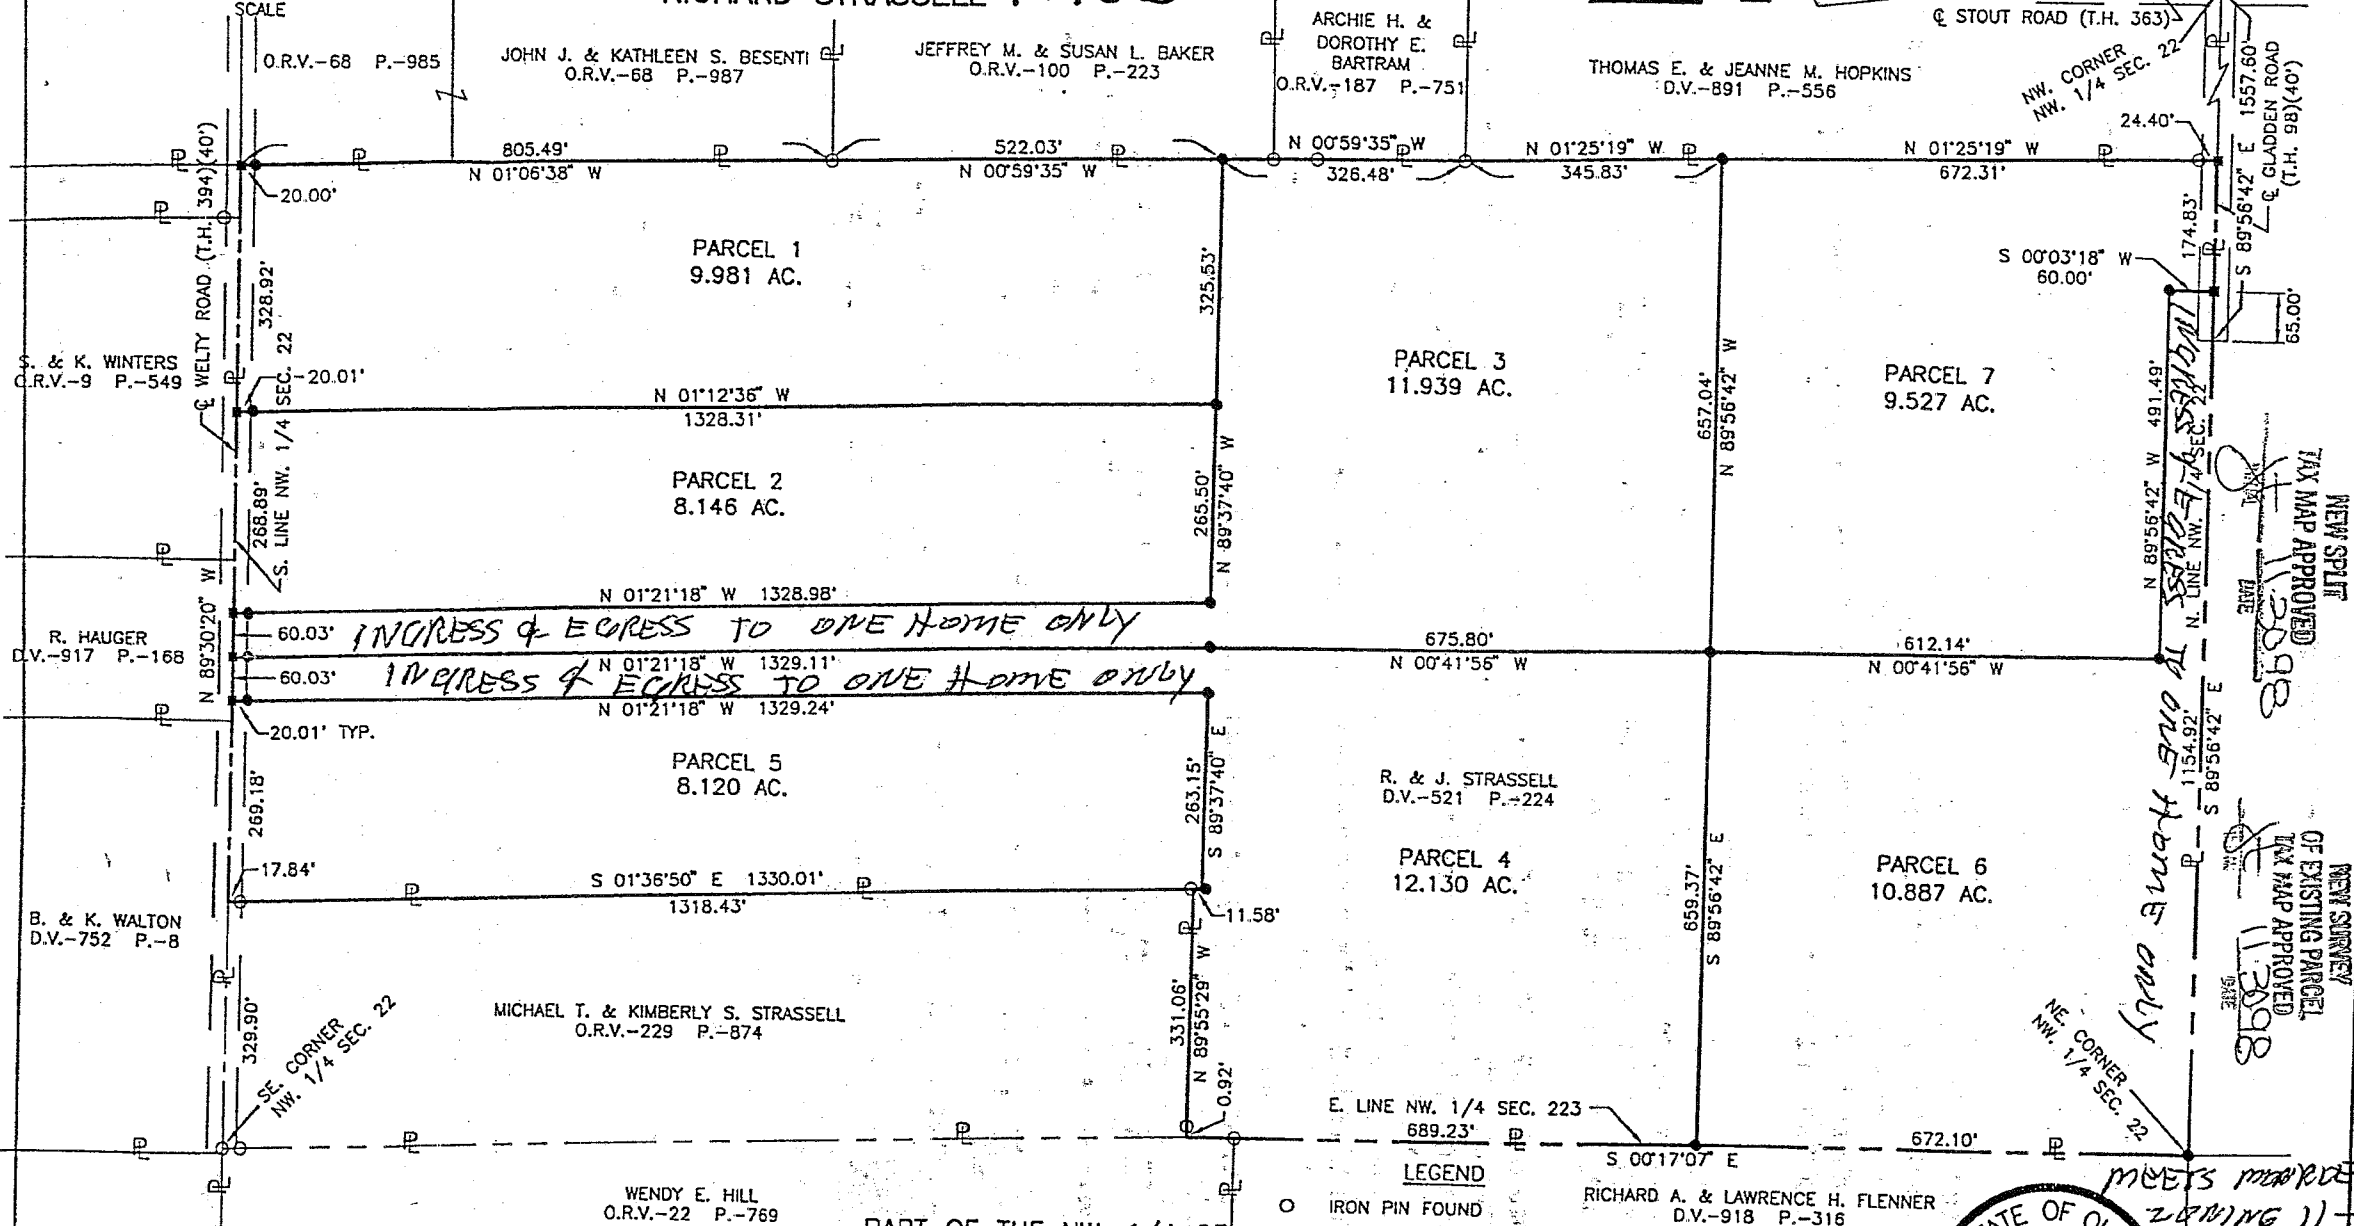 SCALE
O.R.V.-68 P.-985
JOHN J. & KATHLEEN S. BESENTI
O.R.V.-68 P.-987
JEFFREY M. & SUSAN L. BAKER
O.R.V.-100 P.-223
ARCHIE H. &
DOROTHY E.
BARTRAM
O.R.V.-187 P.-751
THOMAS E. & JEANNE M. HOPKINS
D.V.-891 P.-556
℄ STOUT ROAD (T.H. 363)
NW. CORNER
NW. 1/4 SEC. 22
1557.60'
S 89°56'42" E
℄ GLADDEN ROAD
(T.H. 98)(40')
24.40'
805.49'
N 01°06'38" W
522.03'
N 00°59'35" W
N 00°59'35" W
326.48'
N 01°25'19" W
345.83'
N 01°25'19" W
672.31'
20.00'
℄ WELTY ROAD (T.H. 394)(40')
328.92'
S. LINE NW. 1/4 SEC. 22
PARCEL 1
9.981 AC.
325.53'
174.83'
S 00°03'18" W
60.00'
65.00'
S. & K. WINTERS
O.R.V.-9 P.-549
20.01'
N 01°12'36" W
1328.31'
PARCEL 3
11.939 AC.
657.04'
N 89°56'42" W
PARCEL 7
9.527 AC.
N 89°56'42" W 491.49'
INGRESS & EGRESS TO ONE HOME ONLY
N. LINE NW. 1/4 SEC. 22
PARCEL 2
8.146 AC.
268.89'
265.50'
N 89°37'40" W
NEW SPLIT
TAX MAP APPROVED
DATE
11.30.98
N 01°21'18" W 1328.98'
INGRESS & EGRESS TO ONE HOME ONLY
N 89°30'20" W
R. HAUGER
D.V.-917 P.-168
60.03'
N 01°21'18" W 1329.11'
675.80'
N 00°41'56" W
612.14'
N 00°41'56" W
60.03'
INGRESS & EGRESS TO ONE HOME ONLY
N 01°21'18" W 1329.24'
20.01' TYP.
1154.92'
S 89°56'42" E
PARCEL 5
8.120 AC.
269.18'
263.15'
S 89°37'40" E
R. & J. STRASSELL
D.V.-521 P.-224
PARCEL 4
12.130 AC.
659.37'
S 89°56'42" E
PARCEL 6
10.887 AC.
NEW SURVEY
OF EXISTING PARCEL
TAX MAP APPROVED
DATE
11.30.98
17.84'
S 01°36'50" E 1330.01'
1318.43'
11.58'
B. & K. WALTON
D.V.-752 P.-8
329.90'
SE. CORNER
NW. 1/4 SEC. 22
MICHAEL T. & KIMBERLY S. STRASSELL
O.R.V.-229 P.-874
331.06'
N 89°55'29" W
0.92'
E. LINE NW. 1/4 SEC. 223
689.23'
S 00°17'07" E
672.10'
NE. CORNER
NW. 1/4 SEC. 22
WENDY E. HILL
O.R.V.-22 P.-769
LEGEND
IRON PIN FOUND
RICHARD A. & LAWRENCE H. FLENNER
D.V.-918 P.-316
MEETS
STATE OF